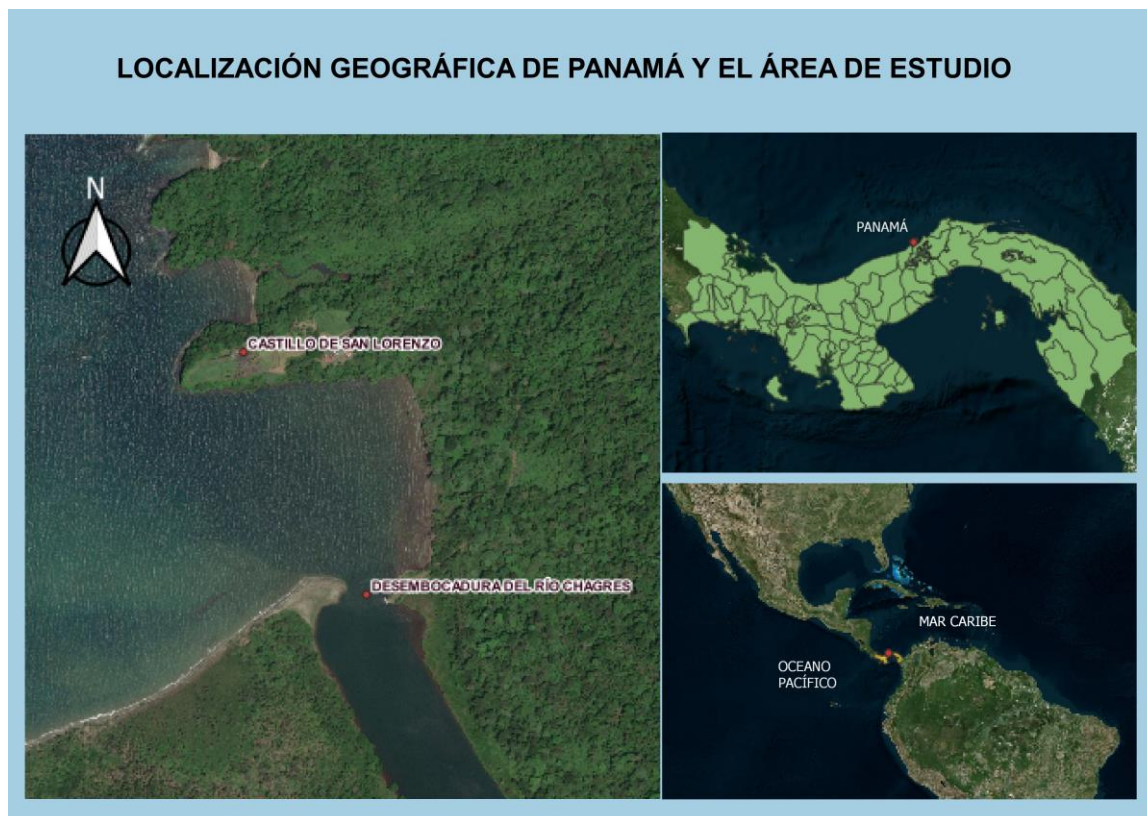 LOCALIZACIÓN GEOGRÁFICA DE PANAMÁ Y EL ÁREA DE ESTUDIO
N
CASTILLO DE SAN LORENZO
DESEMBOCADURA DEL RÍO CHAGRES
PANAMÁ
MAR CARIBE
OCEANO
PACÍFICO